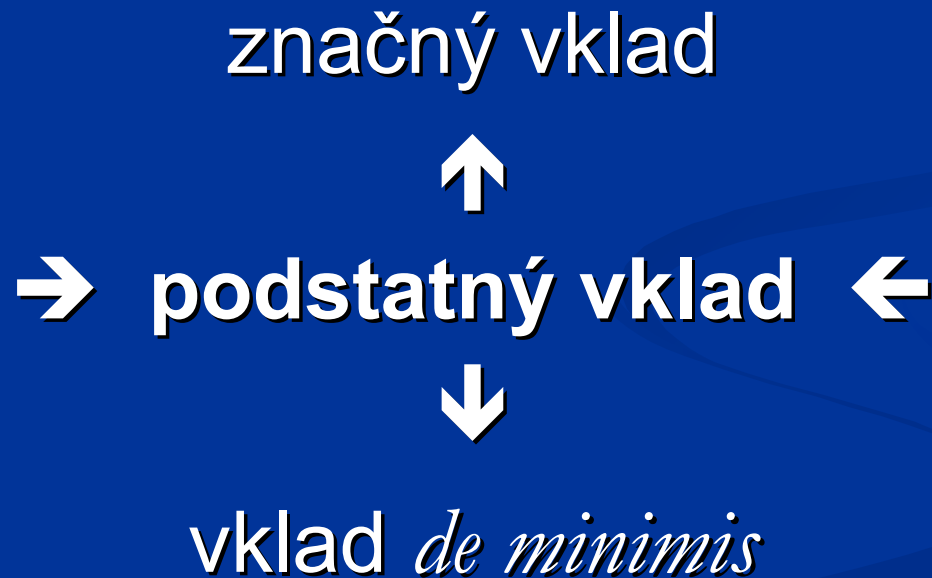 značný vklad
↑
→ podstatný vklad ←
↓
vklad de minimis